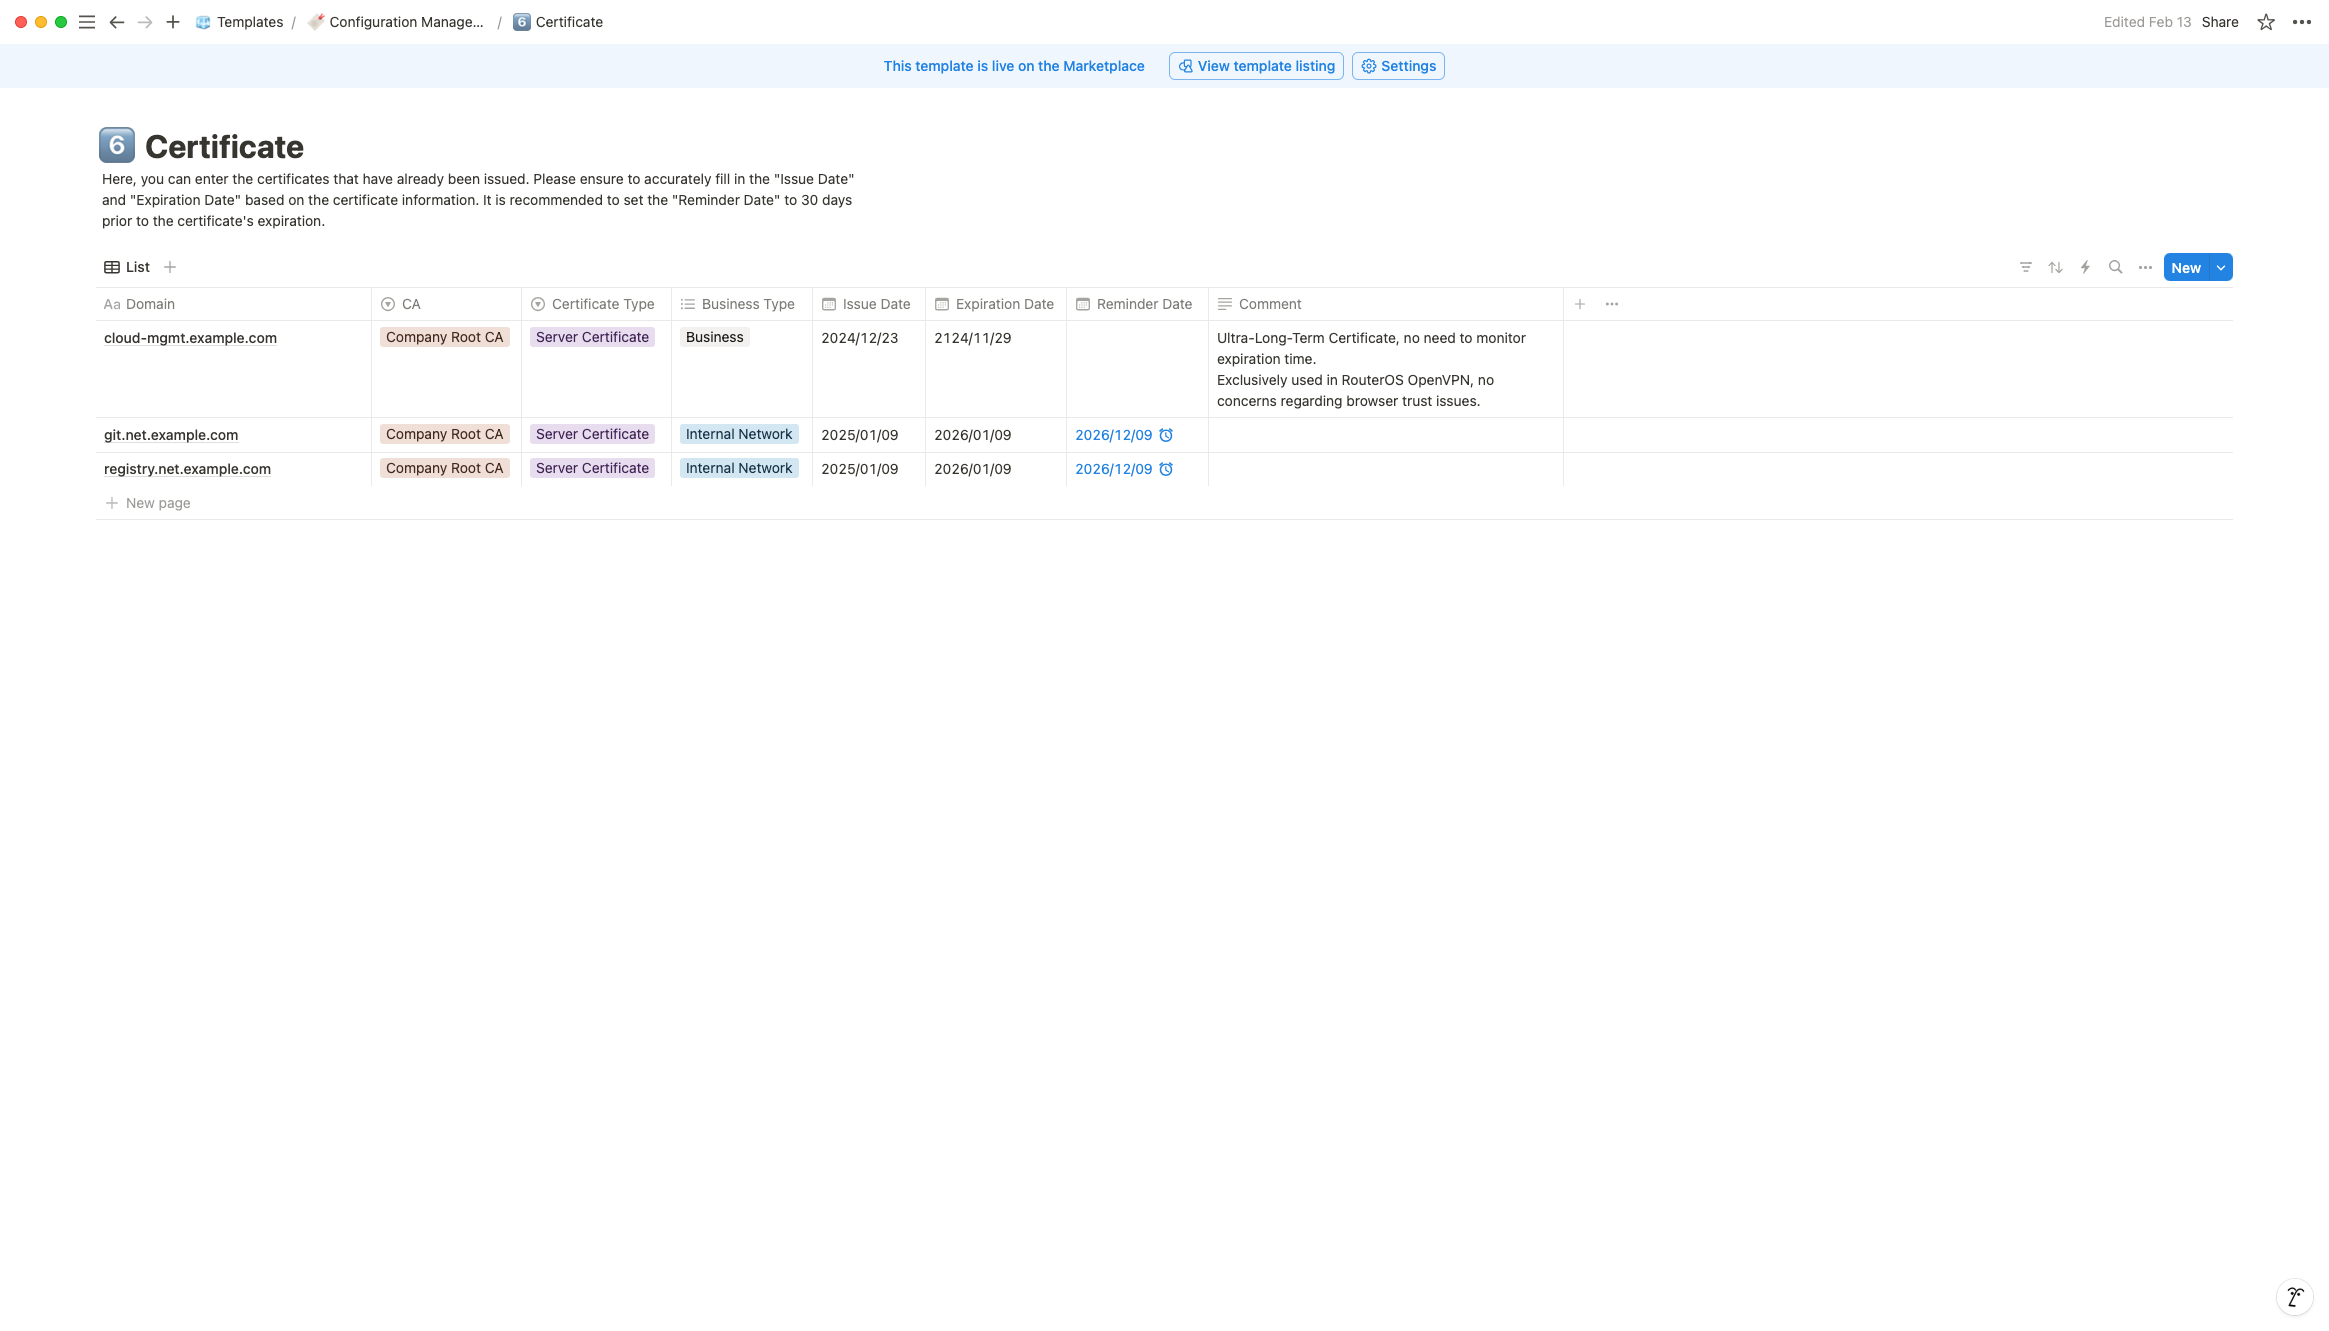 Templates / Configuration Manage... / 6 Certificate Edited Feb 13 Share
This template is live on the Marketplace View template listing Settings
6 Certificate
Here, you can enter the certificates that have already been issued. Please ensure to accurately fill in the "Issue Date"
and "Expiration Date" based on the certificate information. It is recommended to set the "Reminder Date" to 30 days
prior to the certificate's expiration.
List New
Aa Domain CA Certificate Type Business Type Issue Date Expiration Date Reminder Date Comment
cloud-mgmt.example.com Company Root CA Server Certificate Business 2024/12/23 2124/11/29 Ultra-Long-Term Certificate, no need to monitor
expiration time.
Exclusively used in RouterOS OpenVPN, no
concerns regarding browser trust issues.
git.net.example.com Company Root CA Server Certificate Internal Network 2025/01/09 2026/01/09 2026/12/09
registry.net.example.com Company Root CA Server Certificate Internal Network 2025/01/09 2026/01/09 2026/12/09
New page